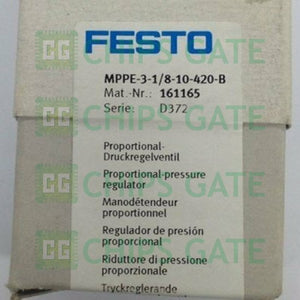 FESTO
MPPE-3-1/8-10-420-B
Mat.-Nr.: 161165
Serie: D372
Proportional-
Druckregelventil
Proportional-pressure
regulator
Manodétendeur
proportionnel
Regulador de presión
proporcional
Riduttore di pressione
proporzionale
Tryckreglerande
CHIPS GATE